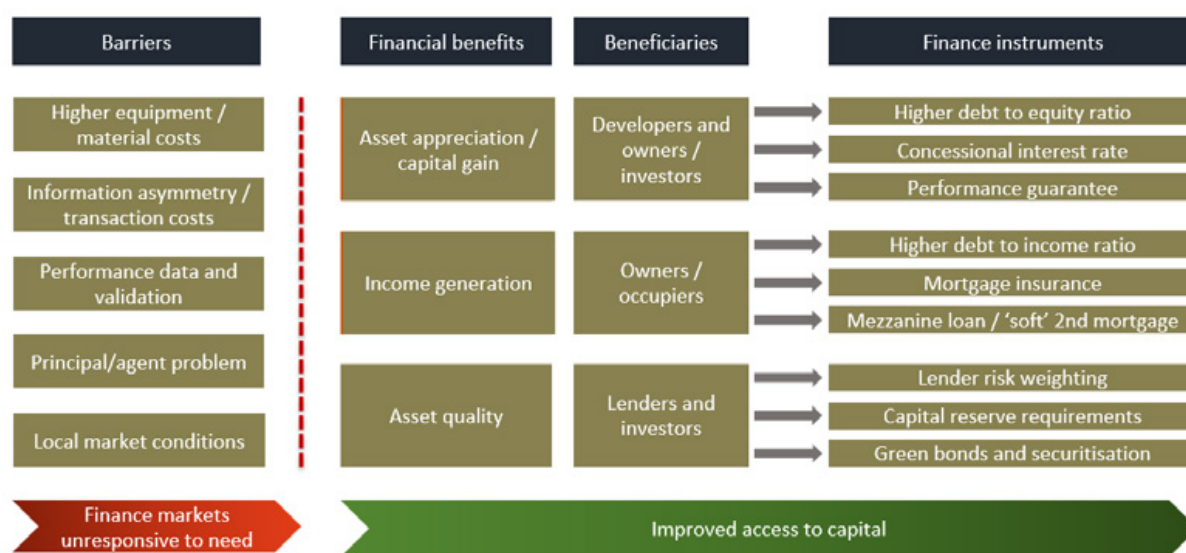 Barriers
Financial benefits
Beneficiaries
Finance instruments
Higher equipment /
material costs
Information asymmetry /
transaction costs
Performance data and
validation
Principal/agent problem
Local market conditions
Asset appreciation /
capital gain
Developers and
owners /
investors
Higher debt to equity ratio
Concessional interest rate
Performance guarantee
Income generation
Owners /
occupiers
Higher debt to income ratio
Mortgage insurance
Mezzanine loan / ‘soft’ 2nd mortgage
Asset quality
Lenders and
investors
Lender risk weighting
Capital reserve requirements
Green bonds and securitisation
Finance markets
unresponsive to need
Improved access to capital